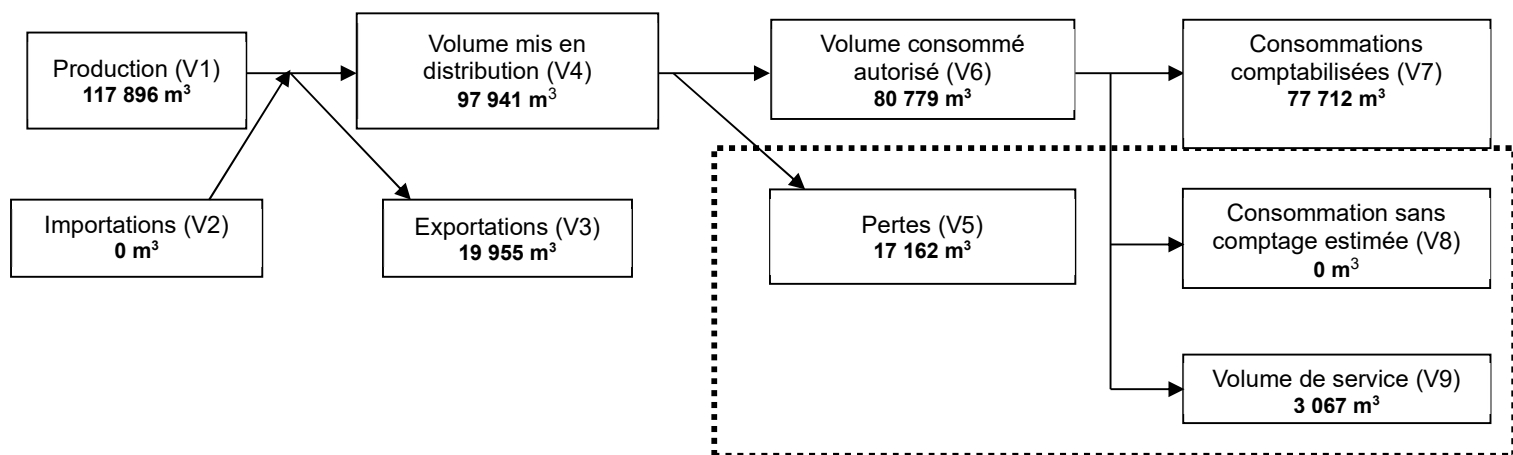 Production (V1)
117 896 m³
Volume mis en
distribution (V4)
97 941 m³
Volume consommé
autorisé (V6)
80 779 m³
Consommations
comptabilisées (V7)
77 712 m³
Importations (V2)
0 m³
Exportations (V3)
19 955 m³
Pertes (V5)
17 162 m³
Consommation sans
comptage estimée (V8)
0 m³
Volume de service (V9)
3 067 m³